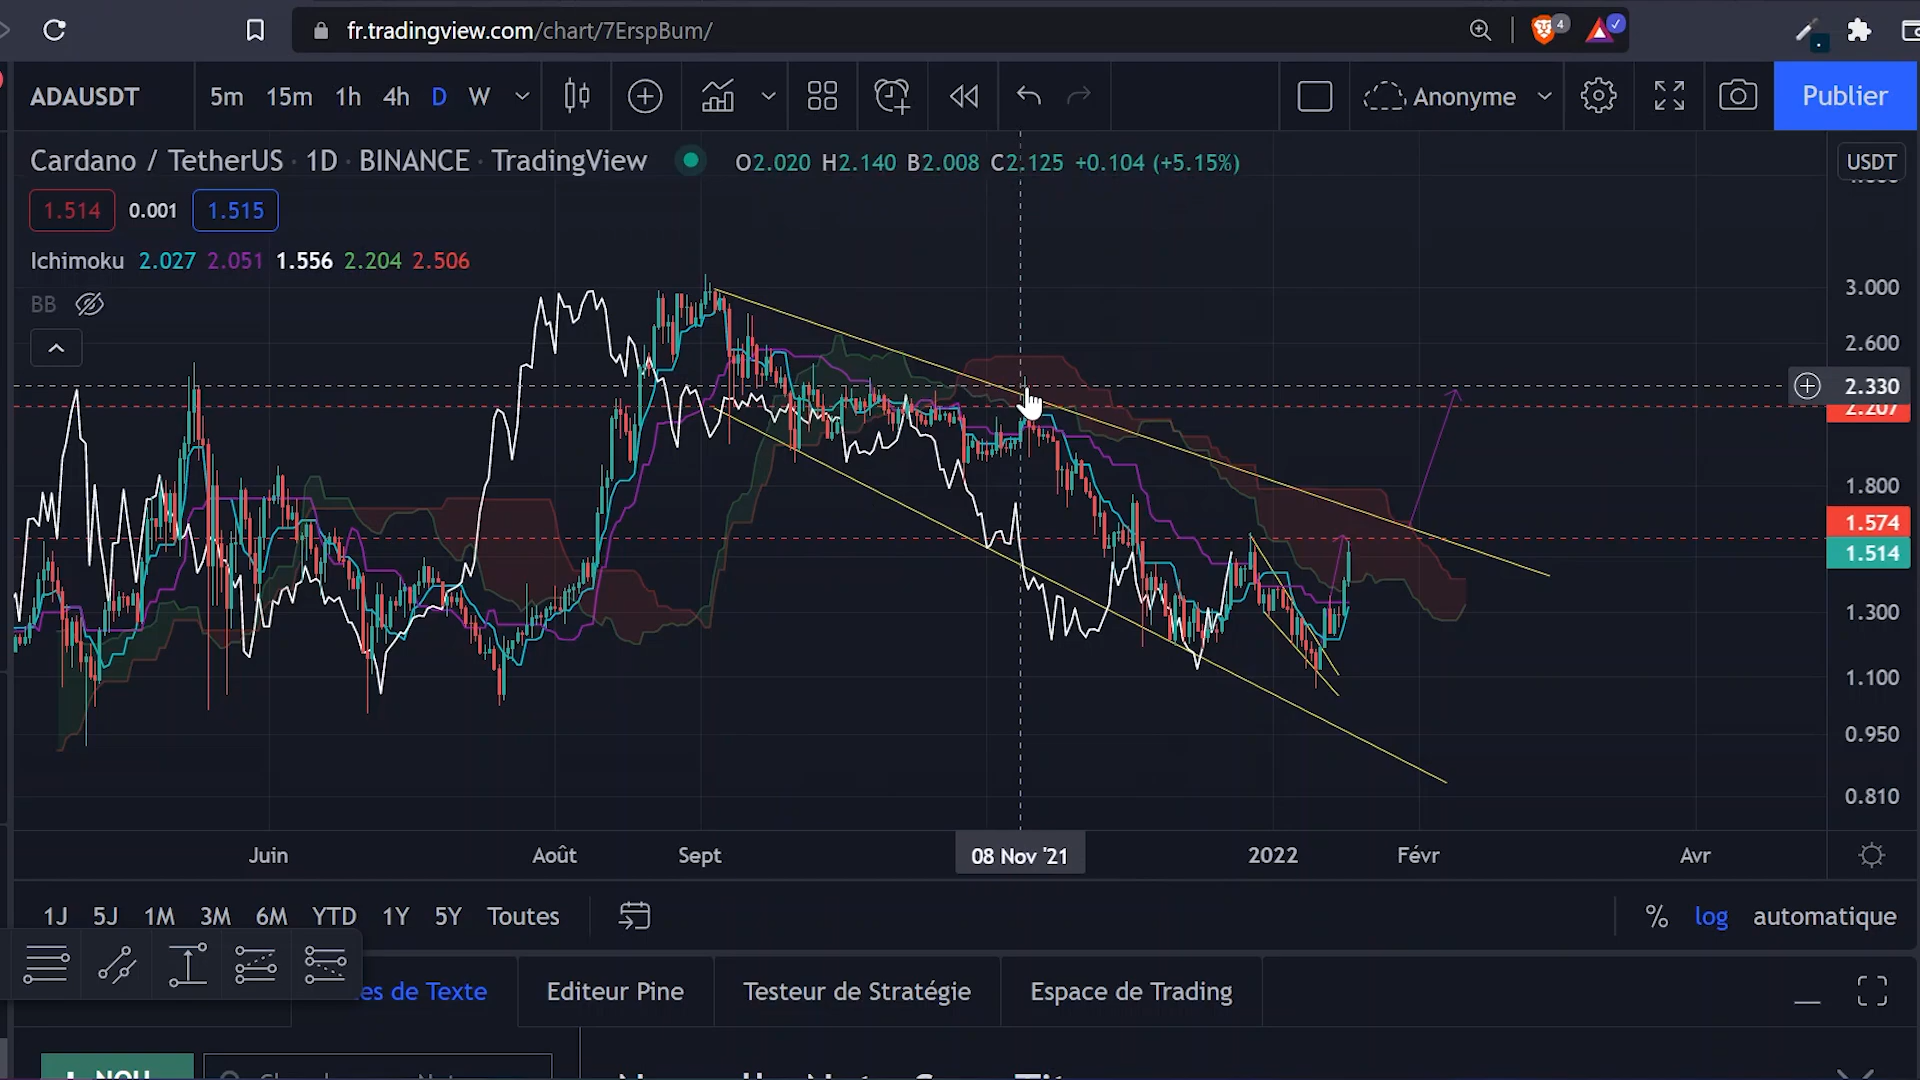 fr.tradingview.com/chart/7ErspBum/
4
ADAUSDT 5m 15m 1h 4h D W Anonyme Publier
Cardano / TetherUS · 1D · BINANCE · TradingView O2.020 H2.140 B2.008 C2.125 +0.104 (+5.15%) USDT
1.514 0.001 1.515
Ichimoku 2.027 2.051 1.556 2.204 2.506
BB
3.000
2.600
2.330
2.207
1.800
1.574
1.514
1.300
1.100
0.950
0.810
Juin Août Sept 08 Nov '21 2022 Févr Avr
1J 5J 1M 3M 6M YTD 1Y 5Y Toutes % log automatique
es de Texte Editeur Pine Testeur de Stratégie Espace de Trading